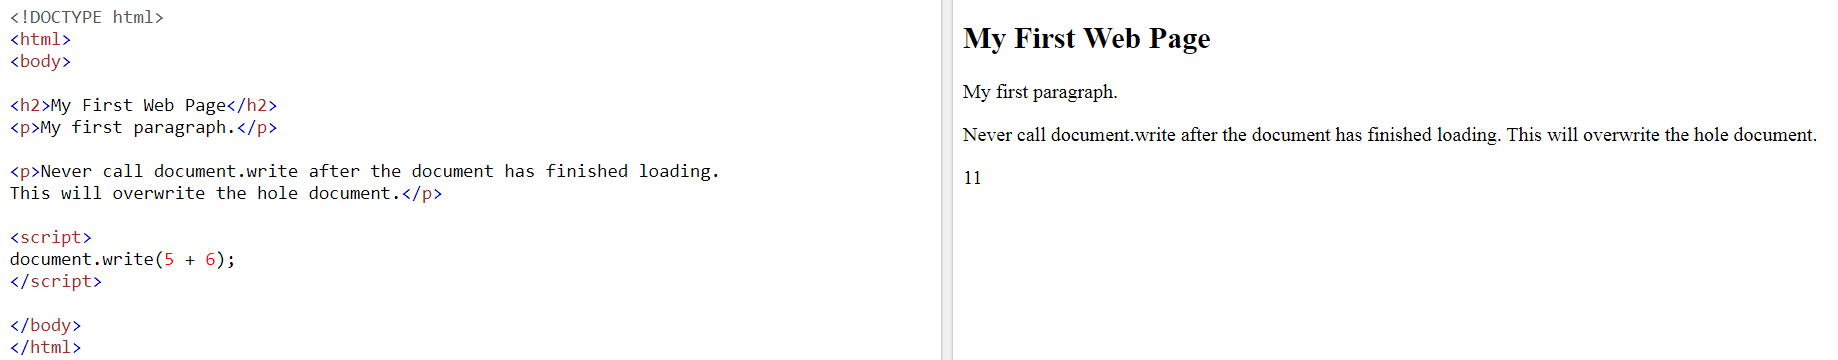 <!DOCTYPE html>
<html>
<body>
<h2>My First Web Page</h2>
<p>My first paragraph.</p>
<p>Never call document.write after the document has finished loading.
This will overwrite the hole document.</p>
<script>
document.write(5 + 6);
</script>
</body>
</html>
My First Web Page
My first paragraph.
Never call document.write after the document has finished loading. This will overwrite the hole document.
11